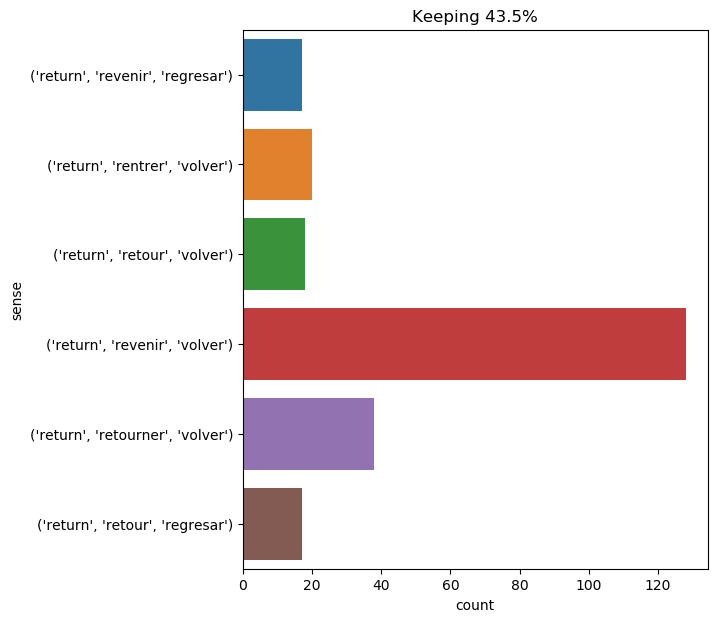 Keeping 43.5%
('return', 'revenir', 'regresar')
('return', 'rentrer', 'volver')
('return', 'retour', 'volver')
('return', 'revenir', 'volver')
('return', 'retourner', 'volver')
('return', 'retour', 'regresar')
sense
0 20 40 60 80 100 120
count